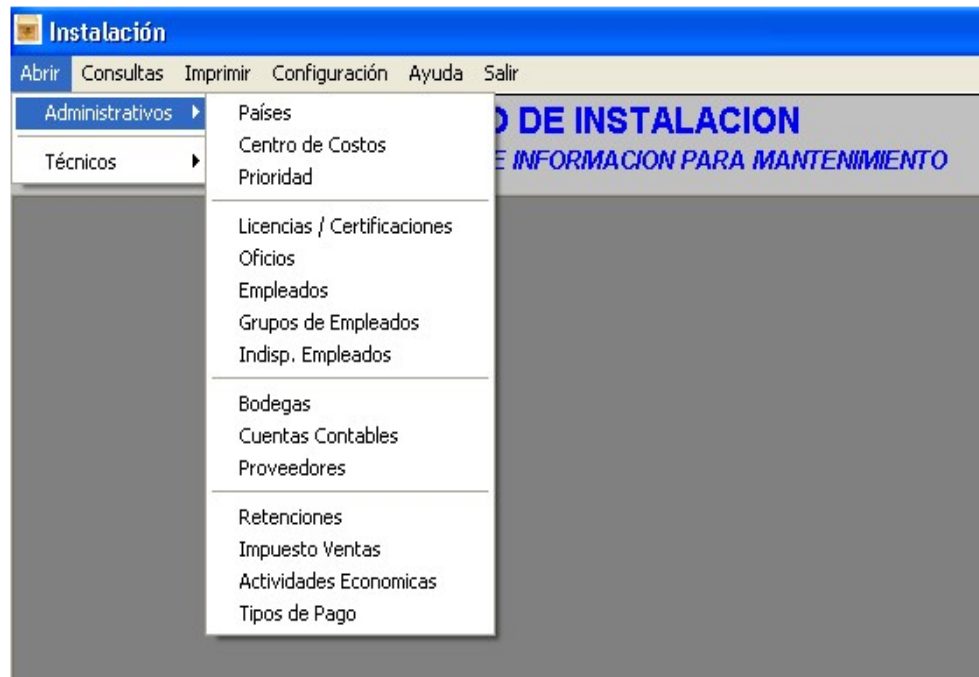 Instalación
Abrir Consultas Imprimir Configuración Ayuda Salir
Administrativos
Técnicos
DE INSTALACION
INFORMACION PARA MANTENIMIENTO
Países
Centro de Costos
Prioridad
Licencias / Certificaciones
Oficios
Empleados
Grupos de Empleados
Indisp. Empleados
Bodegas
Cuentas Contables
Proveedores
Retenciones
Impuesto Ventas
Actividades Economicas
Tipos de Pago